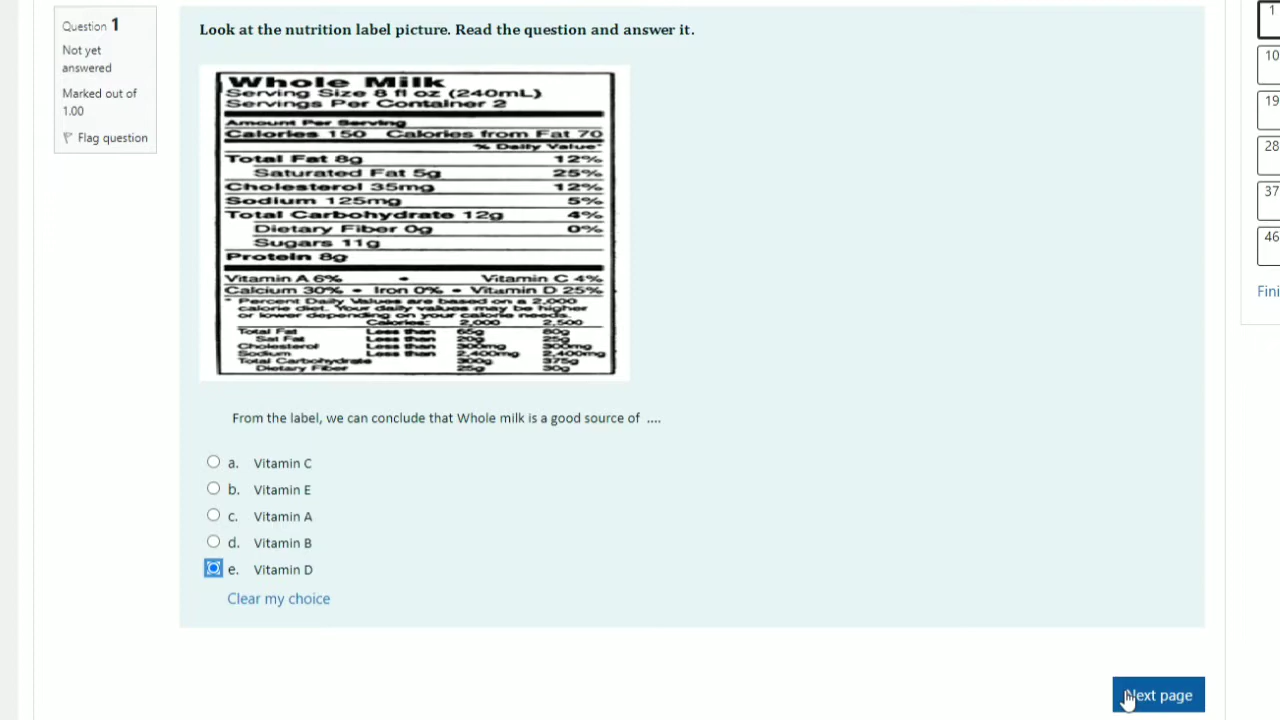 Question 1
Not yet
answered
Marked out of
1.00
Flag question
Look at the nutrition label picture. Read the question and answer it.
Whole Milk
Serving Size 8 fl oz (240mL)
Servings Per Container 2
Amount Per Serving
Calories 150 Calories from Fat 70
% Daily Value*
Total Fat 8g 12%
Saturated Fat 5g 25%
Cholesterol 35mg 12%
Sodium 125mg 5%
Total Carbohydrate 12g 4%
Dietary Fiber 0g 0%
Sugars 11g
Protein 8g
Vitamin A 6% • Vitamin C 4%
Calcium 30% • Iron 0% • Vitamin D 25%
* Percent Daily Values are based on a 2,000
calorie diet. Your daily values may be higher
or lower depending on your calorie needs.
Calories: 2,000 2,500
Total Fat Less than 65g 80g
Sat Fat Less than 20g 25g
Cholesterol Less than 300mg 300mg
Sodium Less than 2,400mg 2,400mg
Total Carbohydrate 300g 375g
Dietary Fiber 25g 30g
From the label, we can conclude that Whole milk is a good source of ....
a. Vitamin C
b. Vitamin E
c. Vitamin A
d. Vitamin B
e. Vitamin D
Clear my choice
Next page
1
10
19
28
37
46
Fini